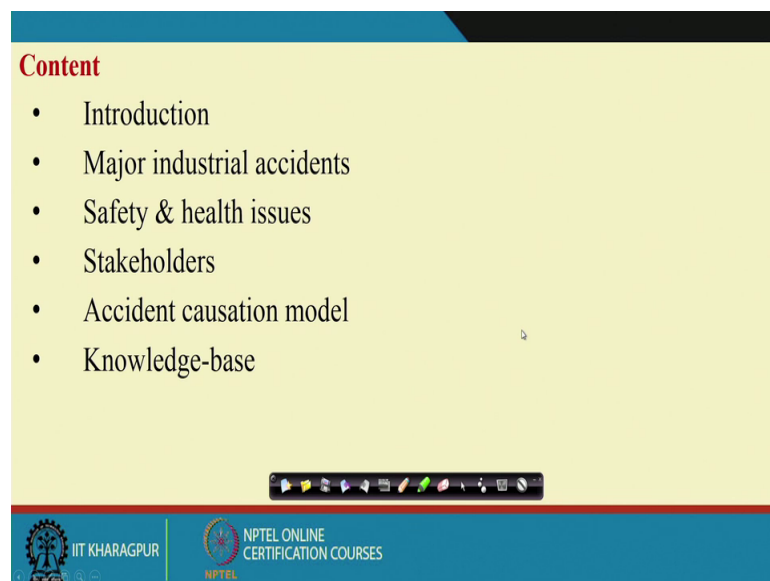 Content
• Introduction
• Major industrial accidents
• Safety & health issues
• Stakeholders
• Accident causation model
• Knowledge-base
IIT KHARAGPUR
NPTEL
NPTEL ONLINE
CERTIFICATION COURSES